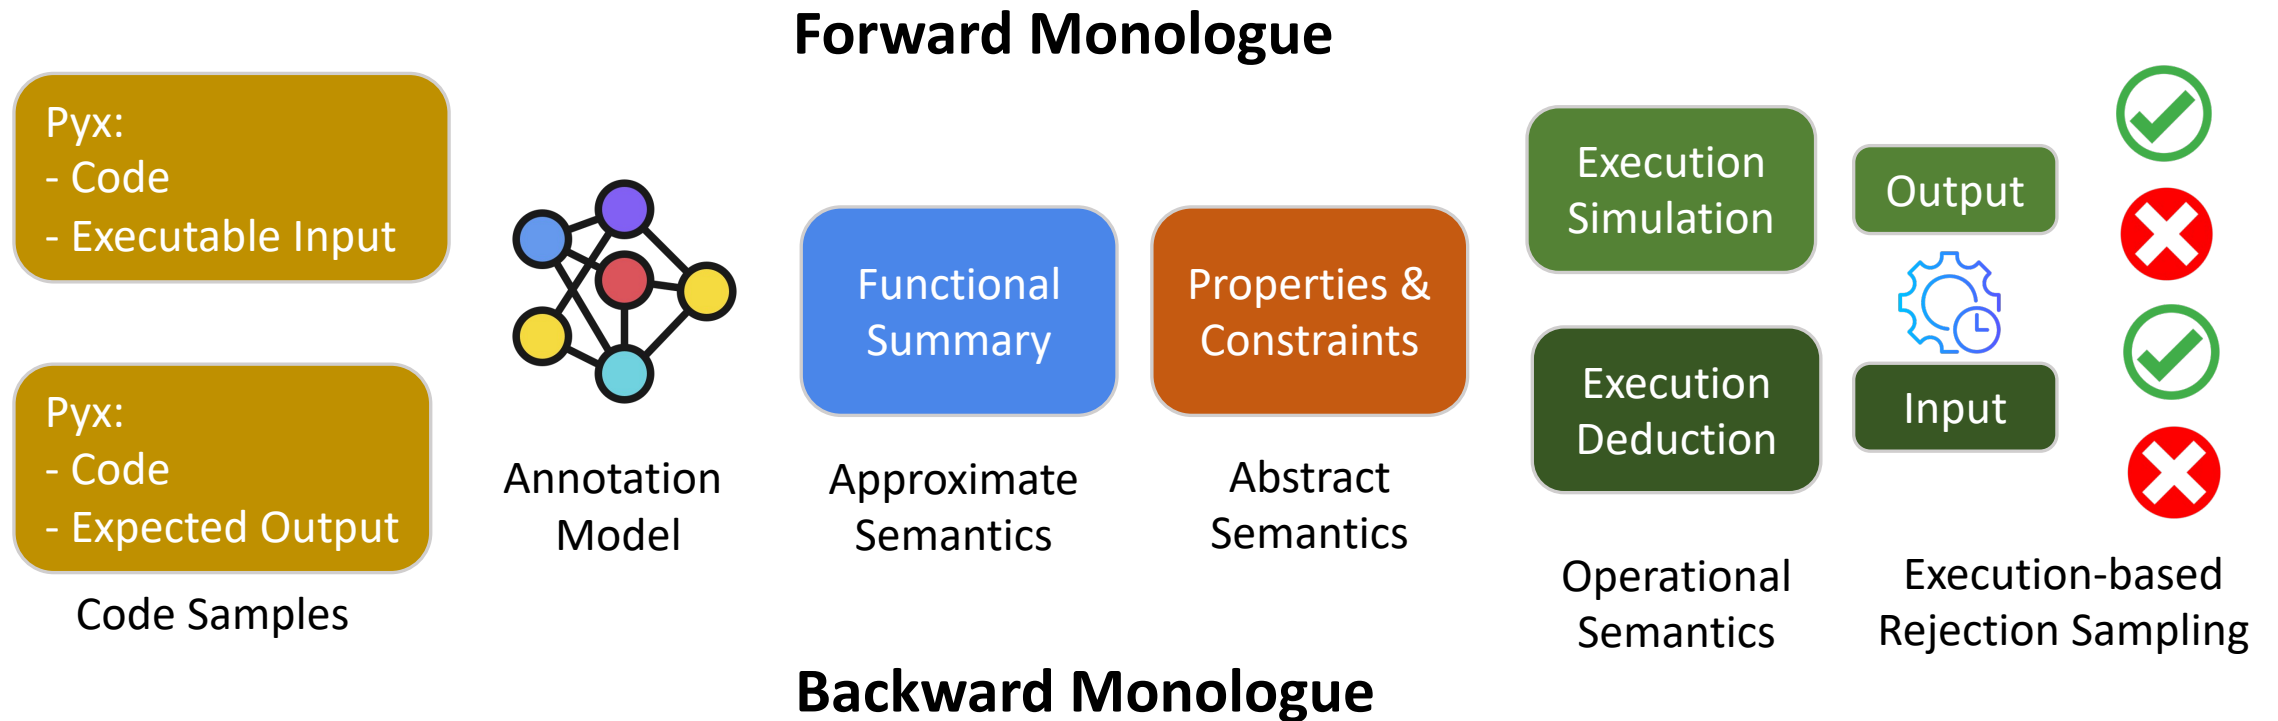 Forward Monologue
Pyx:
- Code
- Executable Input
Pyx:
- Code
- Expected Output
Code Samples
Annotation
Model
Functional
Summary
Approximate
Semantics
Properties &
Constraints
Abstract
Semantics
Execution
Simulation
Execution
Deduction
Operational
Semantics
Output
Input
Execution-based
Rejection Sampling
Backward Monologue